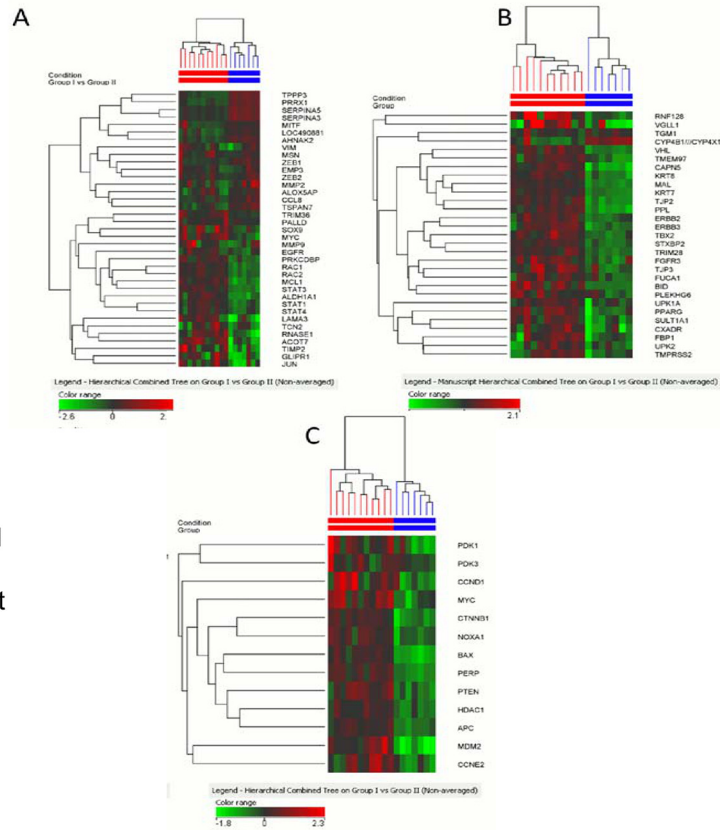 A
Condition
Group I vs Group II
TPPP3
PRRX1
SERPINA5
SERPINA3
MITF
LOC490881
AHNAK2
VIM
MSN
ZEB1
EMP3
ZEB2
MMP2
ALOX5AP
CCL8
TSPAN7
TRIM36
PALLD
SOX9
MYC
MMP9
EGFR
PRKCDBP
RAC1
RAC2
MCL1
STAT3
ALDH1A1
STAT1
STAT4
LAMA3
TCN2
RNASE1
ACOT7
TIMP2
GLIPR1
JUN
Legend - Hierarchical Combined Tree on Group I vs Group II (Non-averaged)
Color range
-2.6 0 2.
B
Condition
Group
RNF128
VGLL1
TGM1
CYP4B1///CYP4X1
VHL
TMEM97
CAPN5
KRT8
MAL
KRT7
TJP2
PPL
ERBB2
ERBB3
TBX2
STXBP2
TRIM28
FGFR3
TJP3
FUCA1
BID
PLEKHG6
UPK1A
PPARG
SULT1A1
CXADR
FBP1
UPK2
TMPRSS2
Legend - Manuscript Hierarchical Combined Tree on Group I vs Group II (Non-averaged)
Color range
2.1
C
Condition
Group
1
PDK1
PDK3
CCND1
MYC
CTNNB1
NOXA1
BAX
PERP
PTEN
HDAC1
APC
MDM2
CCNE2
Legend - Hierarchical Combined Tree on Group I vs Group II (Non-averaged)
Color range
-1.8 0 2.3
t